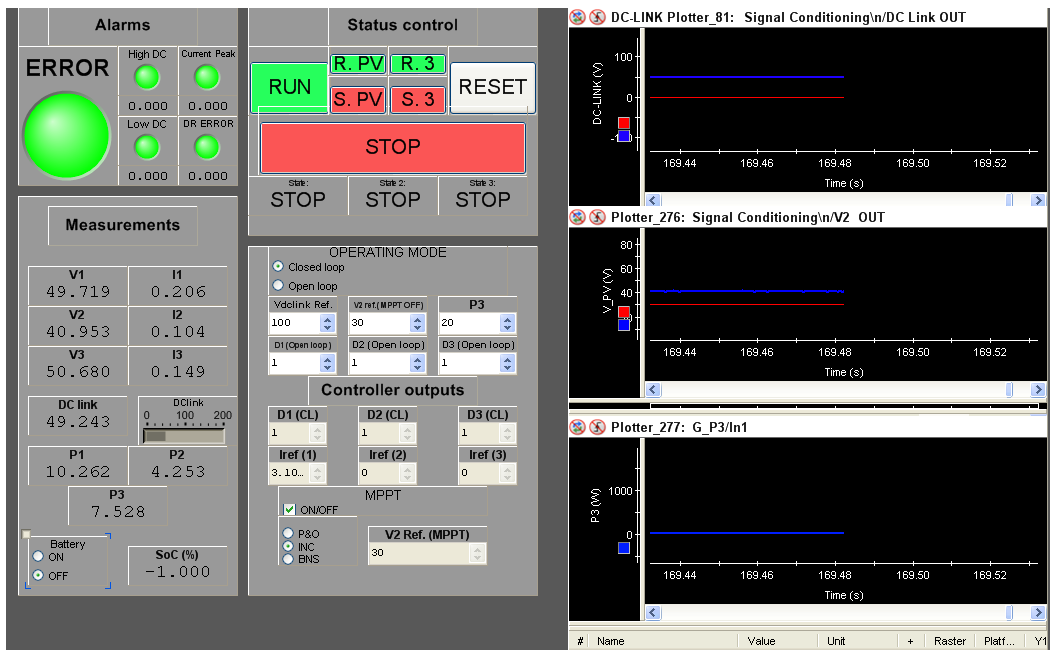 Alarms
ERROR
High DC
Current Peak
0.000
0.000
Low DC
DR ERROR
0.000
0.000
Measurements
V1
I1
49.719
0.206
V2
I2
40.953
0.104
V3
I3
50.680
0.149
DC link
DClink
49.243
0 100 200
P1
P2
10.262
4.253
P3
7.528
Battery
ON
OFF
SoC (%)
-1.000
Status control
RUN
R. PV
R. 3
S. PV
S. 3
RESET
STOP
State:
State 2:
State 3:
STOP
STOP
STOP
OPERATING MODE
Closed loop
Open loop
Vdclink Ref.
V2 ref.( MPPT OFF)
P3
100
30
20
D1 (Open loop)
D2 (Open loop)
D3 (Open loop)
1
1
1
Controller outputs
D1 (CL)
D2 (CL)
D3 (CL)
1
1
1
Iref (1)
Iref (2)
Iref (3)
3.10...
0
0
MPPT
ON/OFF
P&O
INC
BNS
V2 Ref. (MPPT)
30
DC-LINK Plotter_81: Signal Conditioning\n/DC Link OUT
DC-LINK (V)
100
0
169.44 169.46 169.48 169.50 169.52
Time (s)
Plotter_276: Signal Conditioning\n/V2 OUT
V_PV (V)
80
60
40
169.44 169.46 169.48 169.50 169.52
Time (s)
Plotter_277: G_P3/In1
P3 (W)
1000
0
169.44 169.46 169.48 169.50 169.52
Time (s)
# Name Value Unit + Raster Platf... Y1